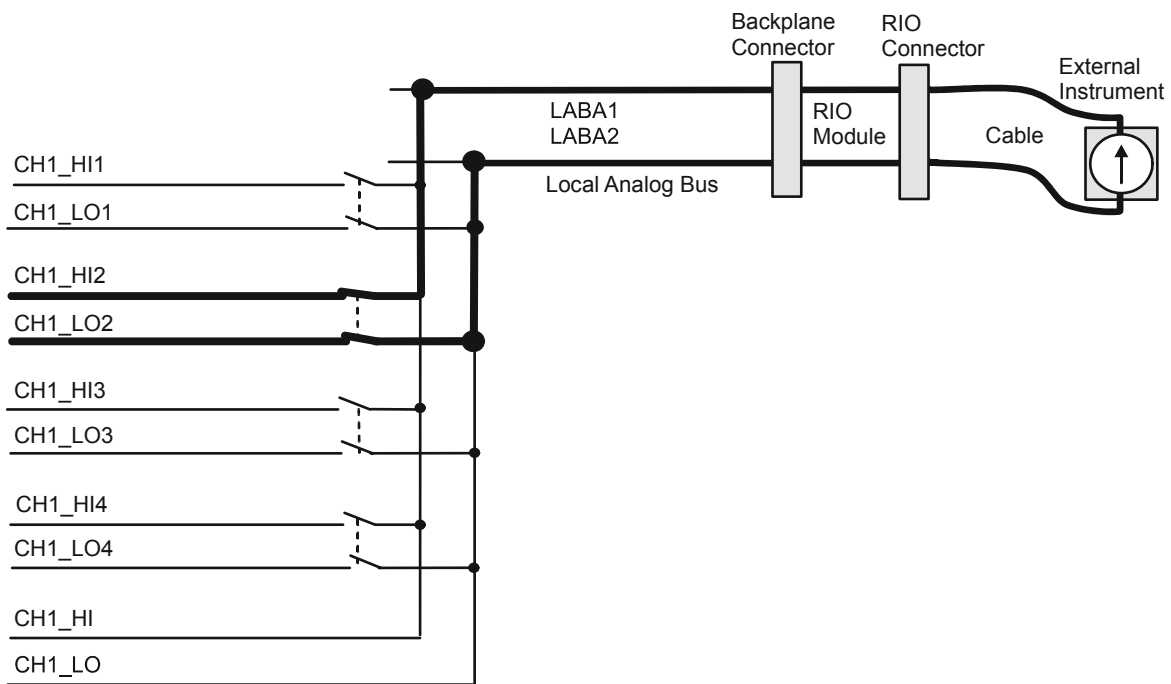 Backplane
Connector
RIO
Connector
External
Instrument
LABA1
LABA2
RIO
Module
Cable
Local Analog Bus
CH1_HI1
CH1_LO1
CH1_HI2
CH1_LO2
CH1_HI3
CH1_LO3
CH1_HI4
CH1_LO4
CH1_HI
CH1_LO